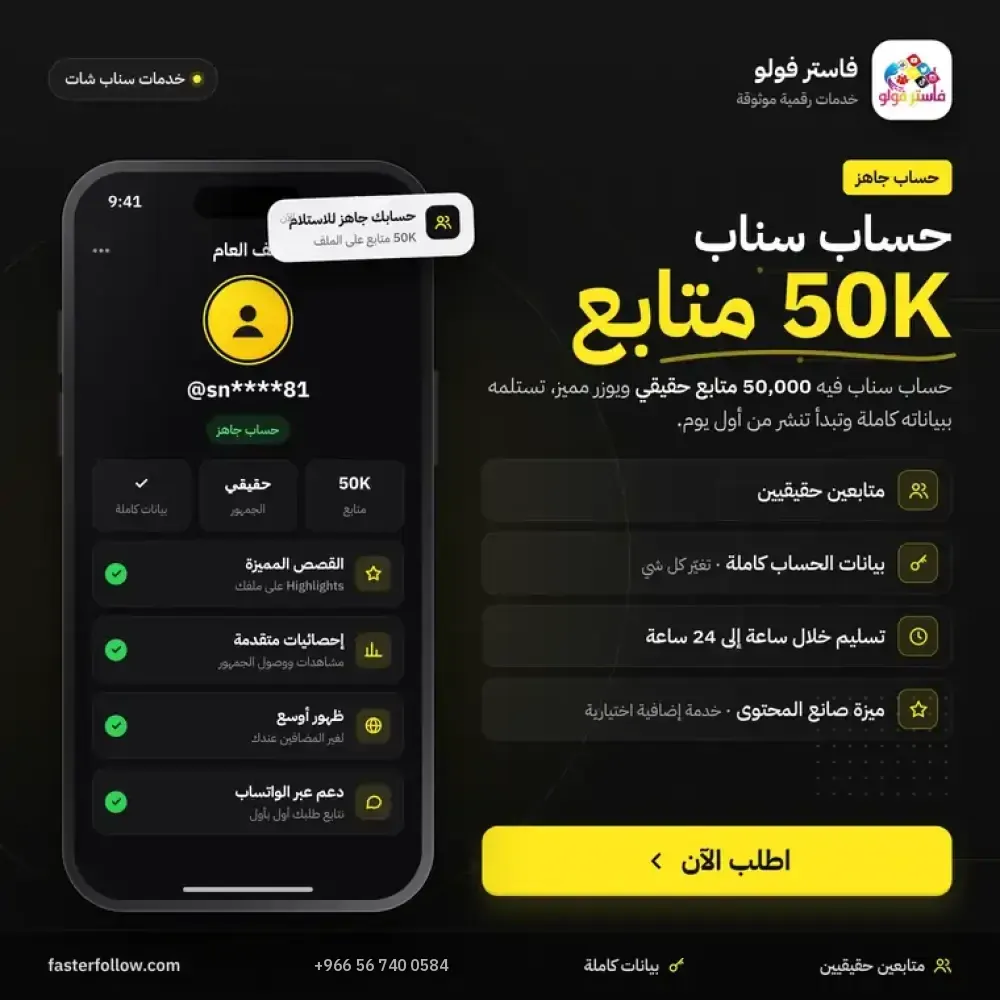 فاستر فولو
فاستر فولو
خدمات رقمية موثوقة
خدمات سناب شات
حساب جاهز
حساب سناب
50K متابع
حساب سناب فيه 50,000 متابع حقيقي ويوزر مميز، تستلمه
ببياناته كاملة وتبدأ تنشر من أول يوم.
متابعين حقيقيين
بيانات الحساب كاملة · تغيّر كل شي
تسليم خلال ساعة إلى 24 ساعة
ميزة صانع المحتوى · خدمة إضافية اختيارية
اطلب الآن
9:41
حسابك جاهز للاستلام
الآن
50K متابع على الملف
ف العام
@sn****81
حساب جاهز
50K
متابع
حقيقي
الجمهور
بيانات كاملة
القصص المميزة
Highlights على ملفك
إحصائيات متقدمة
مشاهدات ووصول الجمهور
ظهور أوسع
لغير المضافين عندك
دعم عبر الواتساب
نتابع طلبك أول بأول
متابعين حقيقيين
بيانات كاملة
+966 56 740 0584
fasterfollow.com